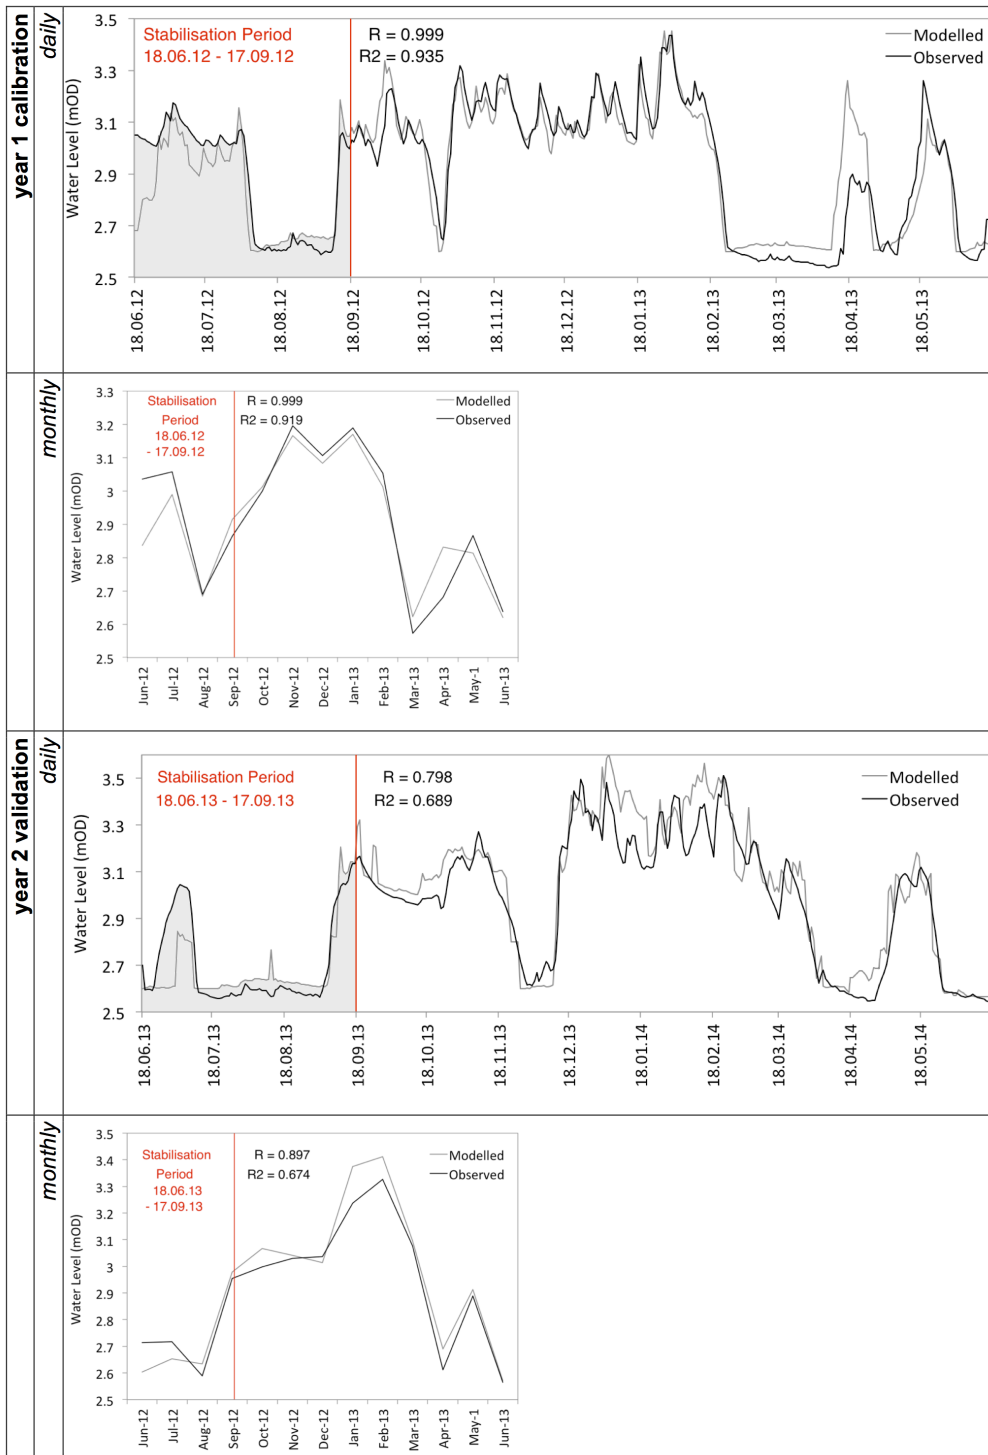 year 1 calibration
daily
Water Level (mOD)
3.5
3.3
3.1
2.9
2.7
2.5
Stabilisation Period
18.06.12 - 17.09.12
R = 0.999
R2 = 0.935
Modelled
Observed
18.06.12
18.07.12
18.08.12
18.09.12
18.10.12
18.11.12
18.12.12
18.01.13
18.02.13
18.03.13
18.04.13
18.05.13
monthly
Water Level (mOD)
3.3
3.2
3.1
3
2.9
2.8
2.7
2.6
2.5
Stabilisation
Period
18.06.12
- 17.09.12
R = 0.999
R2 = 0.919
Modelled
Observed
Jun-12
Jul-12
Aug-12
Sep-12
Oct-12
Nov-12
Dec-12
Jan-13
Feb-13
Mar-13
Apr-13
May-1
Jun-13
year 2 validation
daily
Water Level (mOD)
3.5
3.3
3.1
2.9
2.7
2.5
Stabilisation Period
18.06.13 - 17.09.13
R = 0.798
R2 = 0.689
Modelled
Observed
18.06.13
18.07.13
18.08.13
18.09.13
18.10.13
18.11.13
18.12.13
18.01.14
18.02.14
18.03.14
18.04.14
18.05.14
monthly
Water Level (mOD)
3.5
3.4
3.3
3.2
3.1
3
2.9
2.8
2.7
2.6
2.5
Stabilisation
Period
18.06.13
- 17.09.13
R = 0.897
R2 = 0.674
Modelled
Observed
Jun-12
Jul-12
Aug-12
Sep-12
Oct-12
Nov-12
Dec-12
Jan-13
Feb-13
Mar-13
Apr-13
May-1
Jun-13